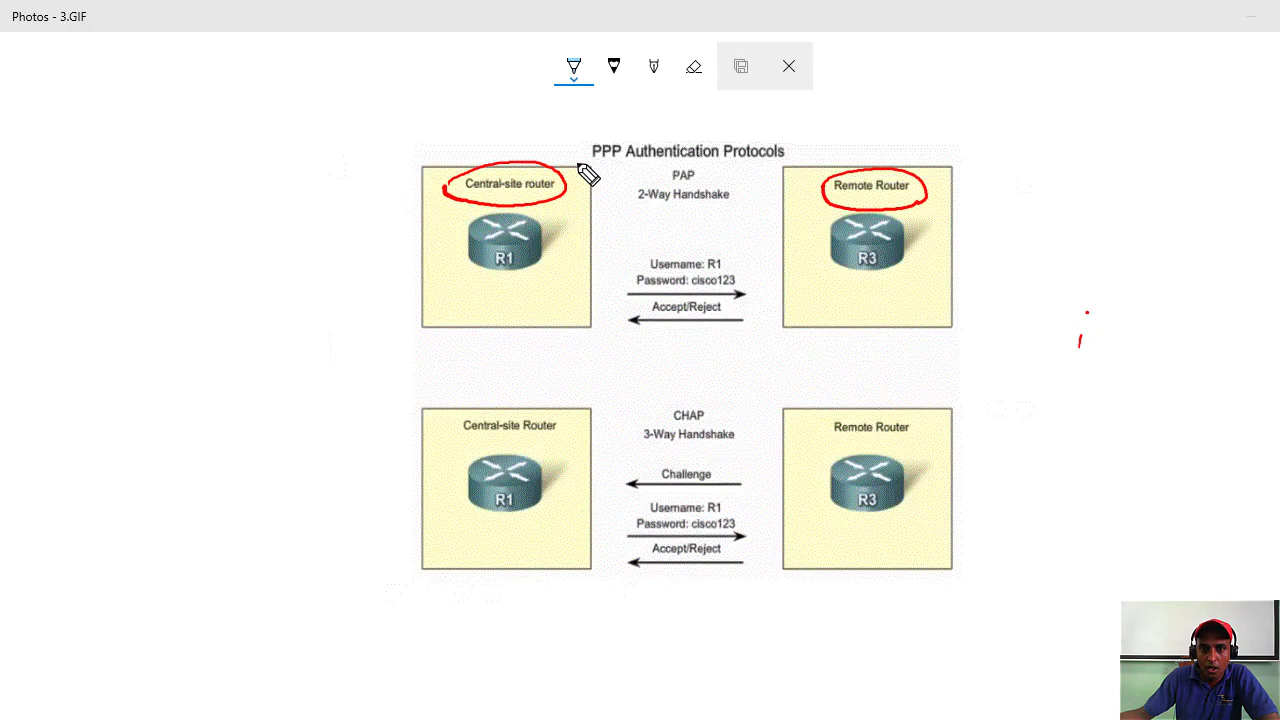 Photos - 3.GIF
PPP Authentication Protocols
Central-site router
PAP
2-Way Handshake
Remote Router
R1
R3
Username: R1
Password: cisco123
Accept/Reject
Central-site Router
CHAP
3-Way Handshake
Remote Router
Challenge
R1
R3
Username: R1
Password: cisco123
Accept/Reject